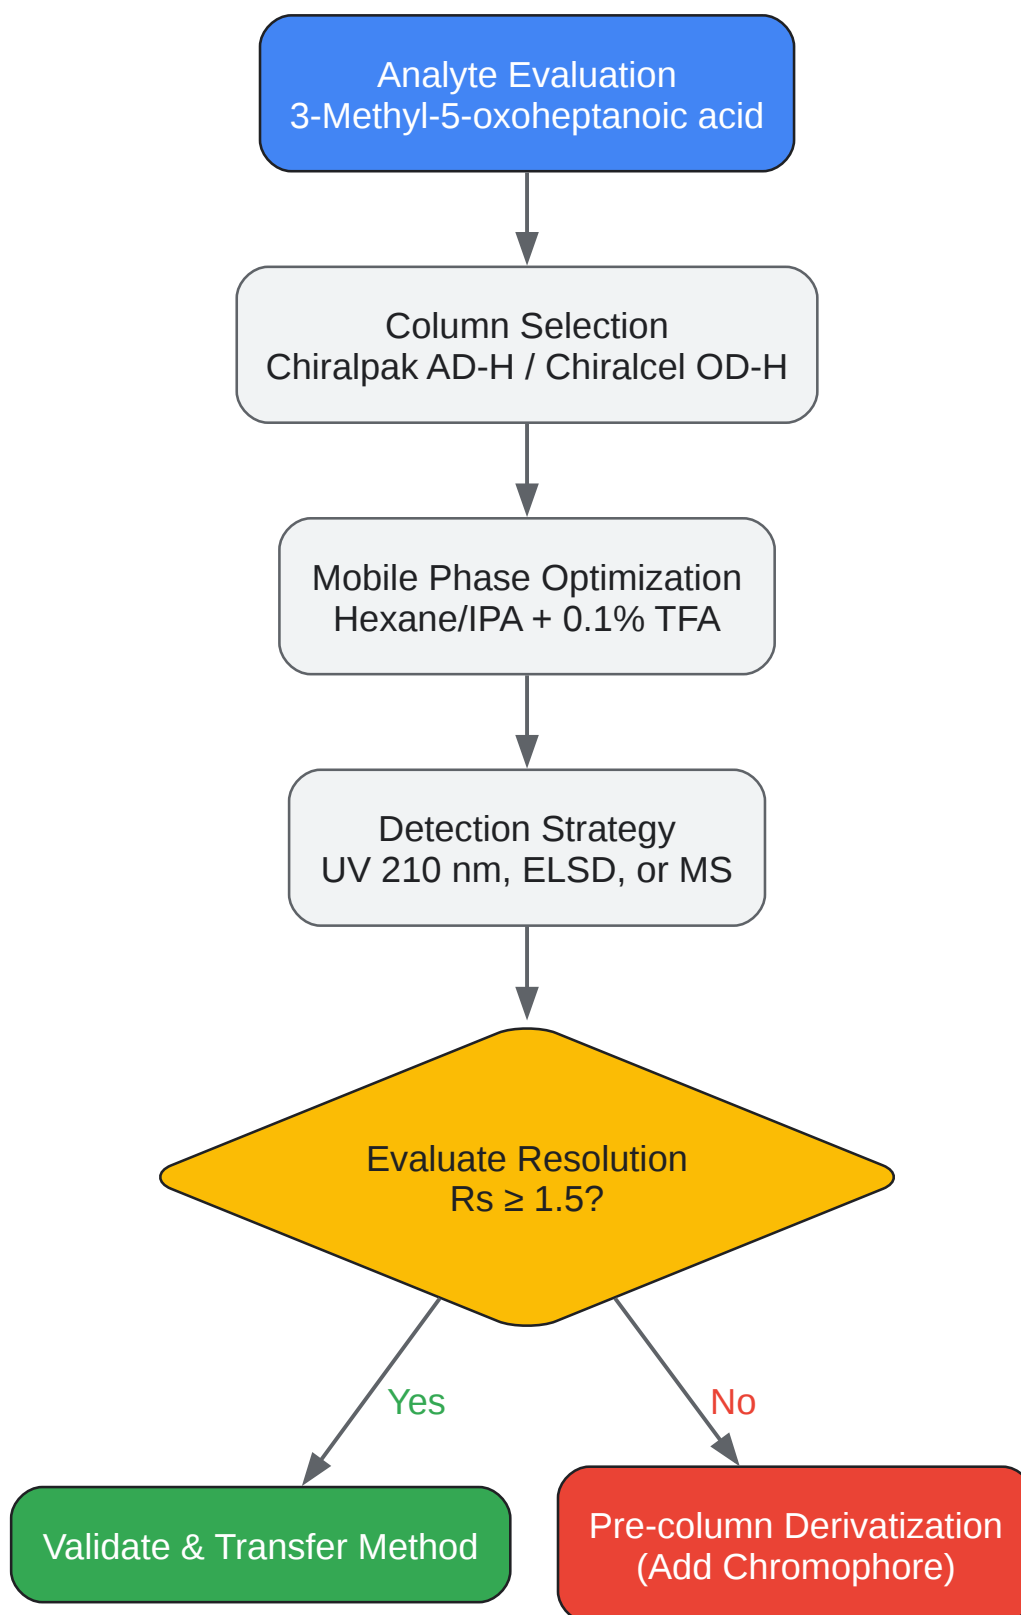 Analyte Evaluation
3-Methyl-5-oxoheptanoic acid
Column Selection
Chiralpak AD-H / Chiralcel OD-H
Mobile Phase Optimization
Hexane/IPA + 0.1% TFA
Detection Strategy
UV 210 nm, ELSD, or MS
Evaluate Resolution
Rs ≥ 1.5?
Yes
No
Validate & Transfer Method
Pre-column Derivatization
(Add Chromophore)